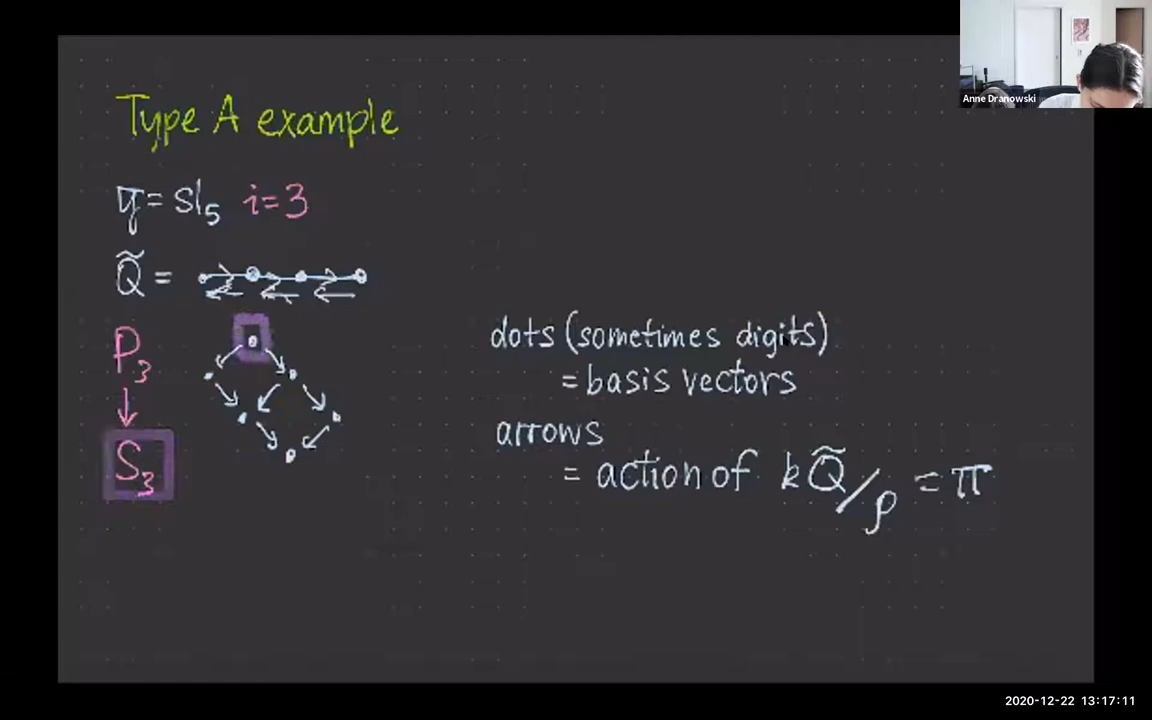 Type A example
𝔤 = sl₅ i=3
Q̃ =
P₃
S₃
dots (sometimes digits)
= basis vectors
arrows
= action of kQ̃/ρ = π
Anne Dranowski
2020-12-22 13:17:11